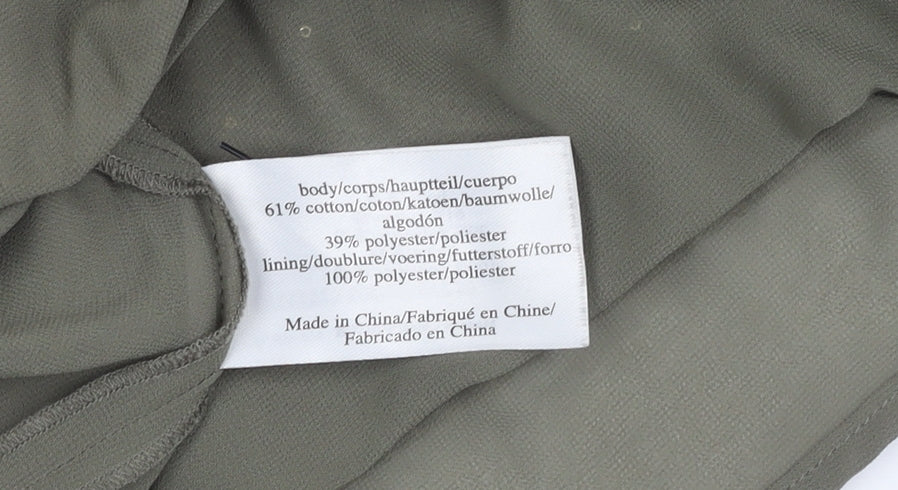 body/corps/hauptteil/cuerpo
61% cotton/coton/katoen/baumwolle/
algodón
39% polyester/poliester
lining/doublure/voering/futterstoff/forro
100% polyester/poliester
Made in China/Fabriqué en Chine/
Fabricado en China